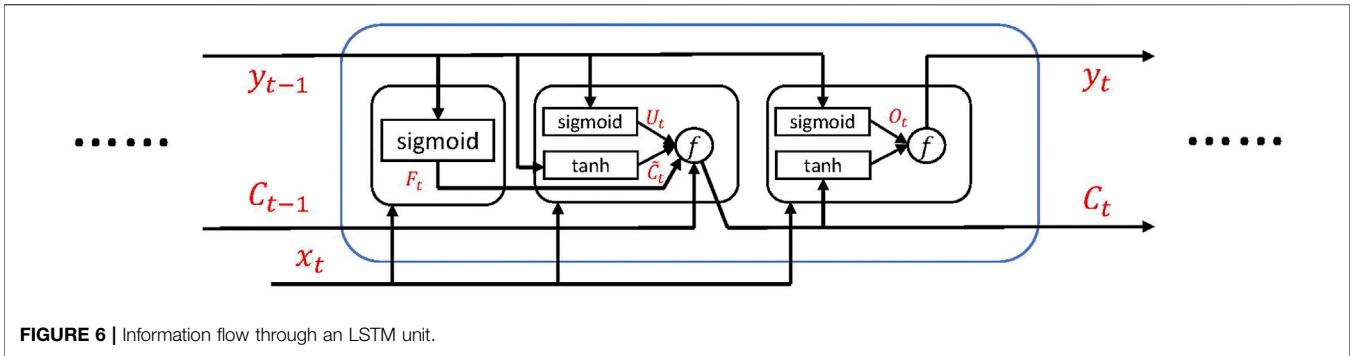 y_{t-1}
sigmoid
F_t
sigmoid
U_t
tanh
C̃_t
f
sigmoid
O_t
tanh
f
y_t
......
......
C_{t-1}
C_t
x_t
FIGURE 6 | Information flow through an LSTM unit.